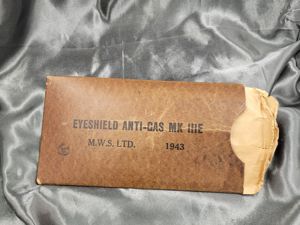 EYESHIELD ANTI-GAS MK IIIE
M.W.S. LTD. 1943